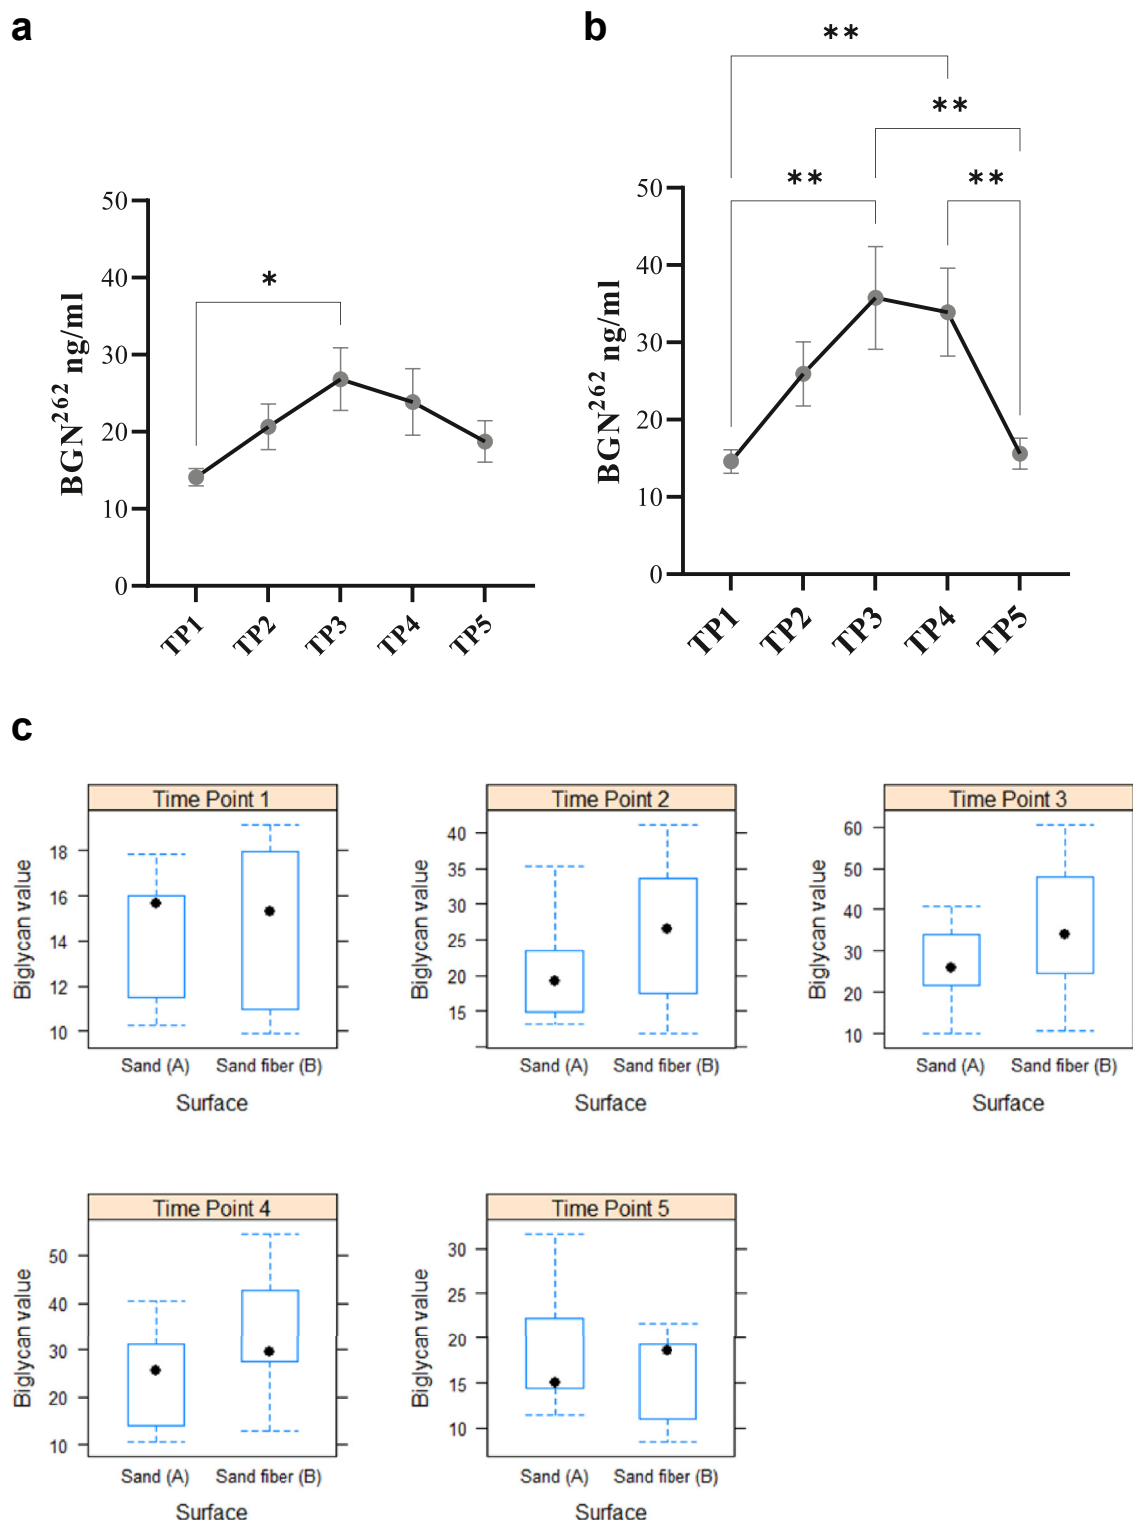 a
*
50
40
30
20
10
0
BGN²⁶² ng/ml
TP1
TP2
TP3
TP4
TP5
b
**
**
**
**
50
40
30
20
10
0
BGN²⁶² ng/ml
TP1
TP2
TP3
TP4
TP5
c
Time Point 1
18
16
14
12
10
Biglycan value
Sand (A) Sand fiber (B)
Surface
Time Point 2
40
35
30
25
20
15
Biglycan value
Sand (A) Sand fiber (B)
Surface
Time Point 3
60
50
40
30
20
10
Biglycan value
Sand (A) Sand fiber (B)
Surface
Time Point 4
50
40
30
20
10
Biglycan value
Sand (A) Sand fiber (B)
Surface
Time Point 5
30
25
20
15
10
Biglycan value
Sand (A) Sand fiber (B)
Surface